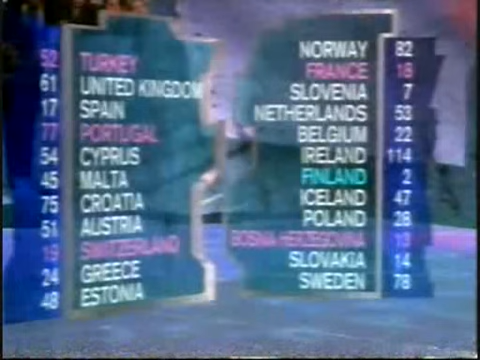 52 TURKEY
61 UNITED KINGDOM
17 SPAIN
77 PORTUGAL
54 CYPRUS
45 MALTA
75 CROATIA
51 AUSTRIA
19 SWITZERLAND
24 GREECE
48 ESTONIA
NORWAY 82
FRANCE 18
SLOVENIA 7
NETHERLANDS 53
BELGIUM 22
IRELAND 114
FINLAND 2
ICELAND 47
POLAND 28
BOSNIA-HERZEGOVINA 13
SLOVAKIA 14
SWEDEN 78